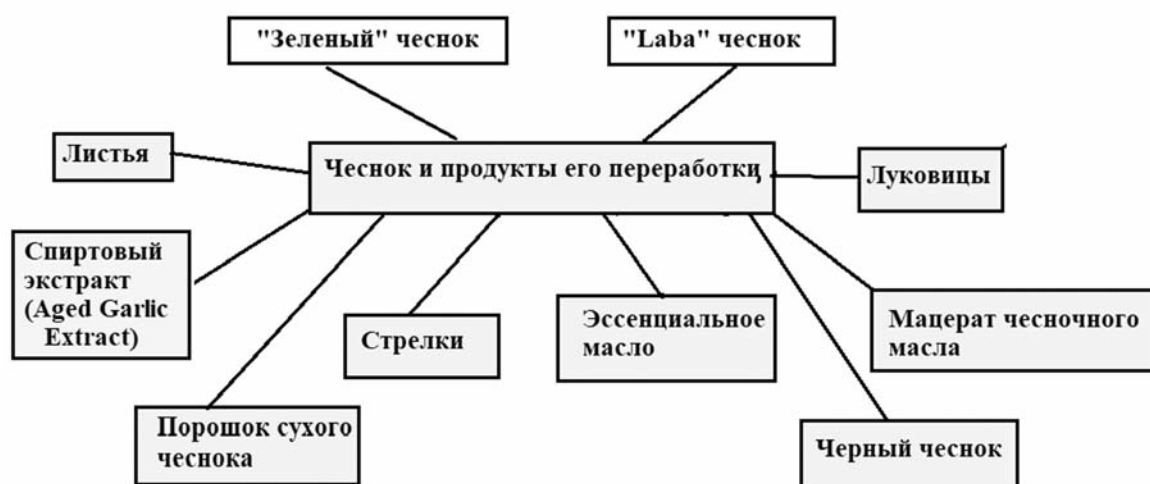 "Зеленый" чеснок
"Laba" чеснок
Листья
Чеснок и продукты его переработки
Луковицы
Спиртовый
экстракт
(Aged Garlic
Extract)
Стрелки
Эссенциальное
масло
Мацерат чесночного
масла
Порошок сухого
чеснока
Черный чеснок